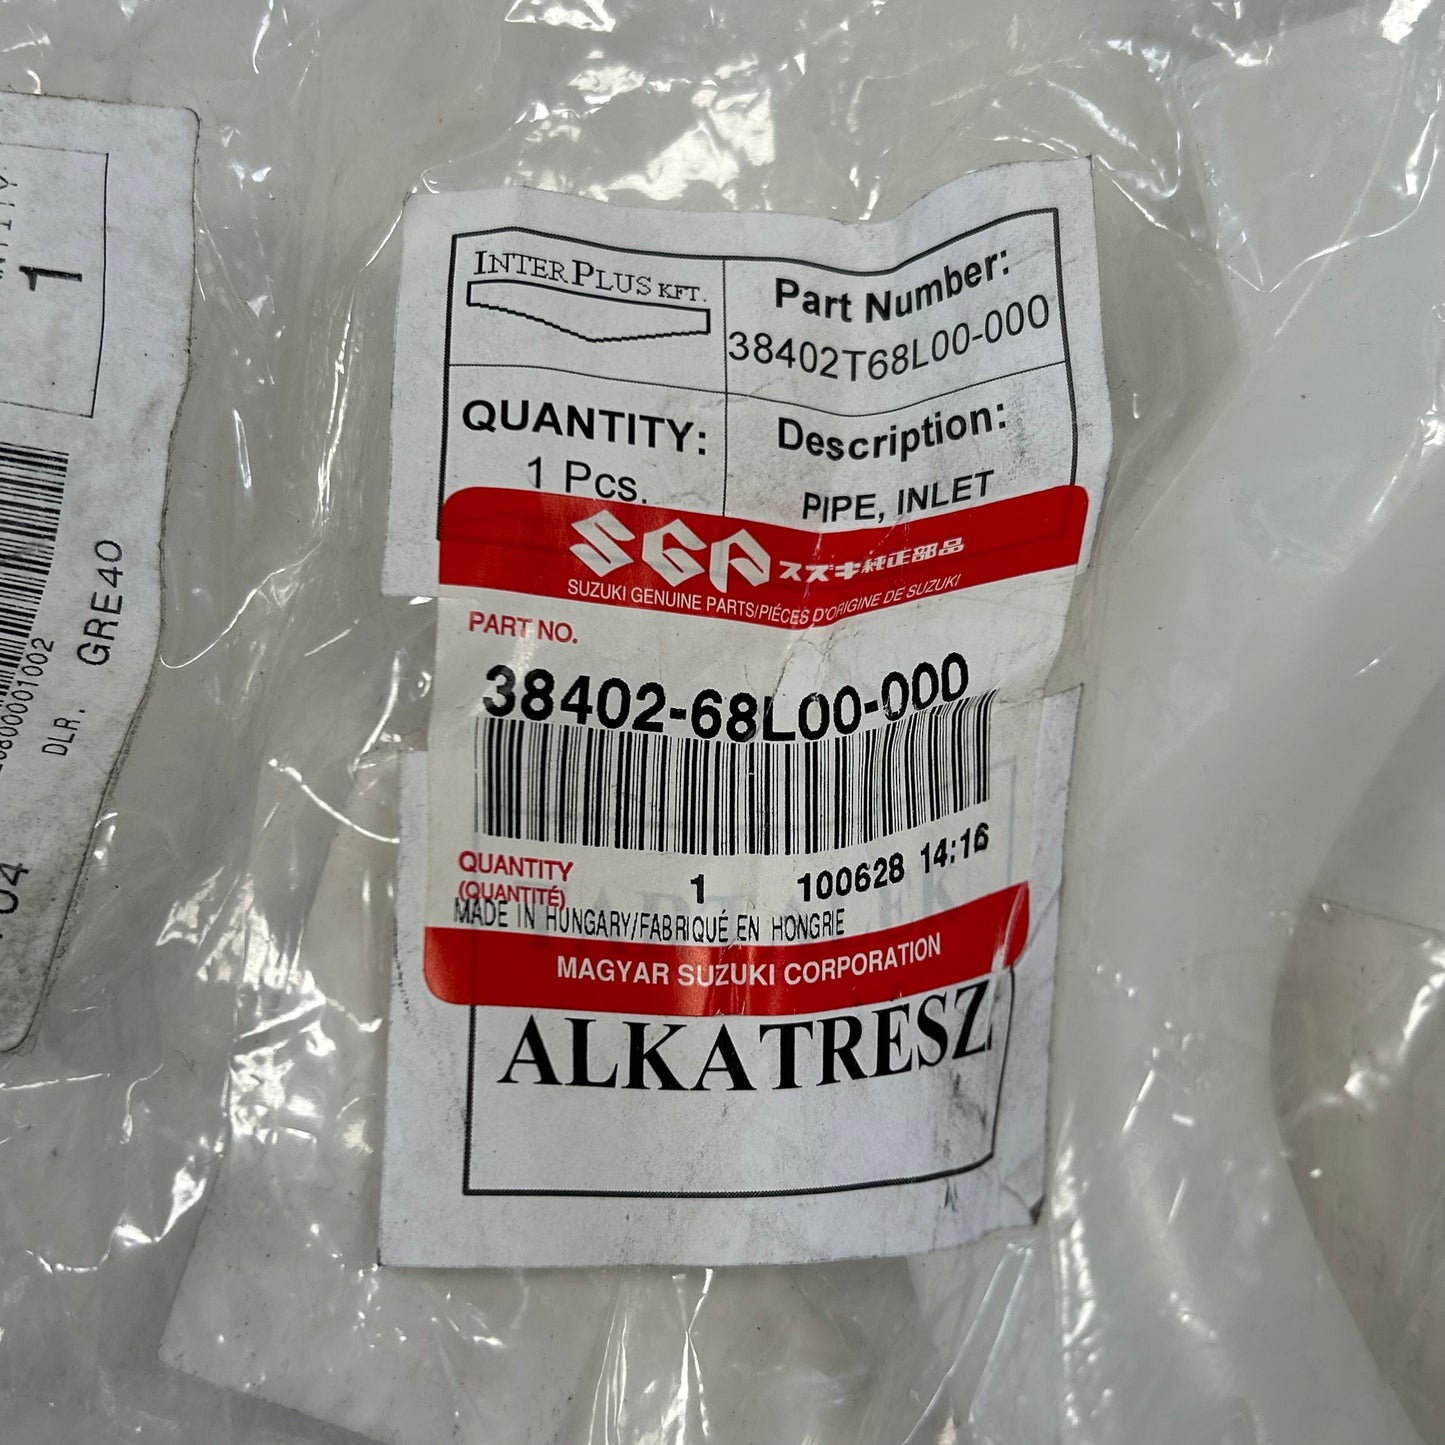 1
DLR. GRE40
INTER PLUS KFT.
Part Number:
38402T68L00-000
QUANTITY:
1 Pcs.
Description:
PIPE, INLET
SGP スズキ純正部品
SUZUKI GENUINE PARTS/PIÉCES D'ORIGINE DE SUZUKI
PART NO.
38402-68L00-000
QUANTITY
(QUANTITÉ)
1 100628 14:16
MADE IN HUNGARY/FABRIQUÉ EN HONGRIE
MAGYAR SUZUKI CORPORATION
ALKATRÉSZ